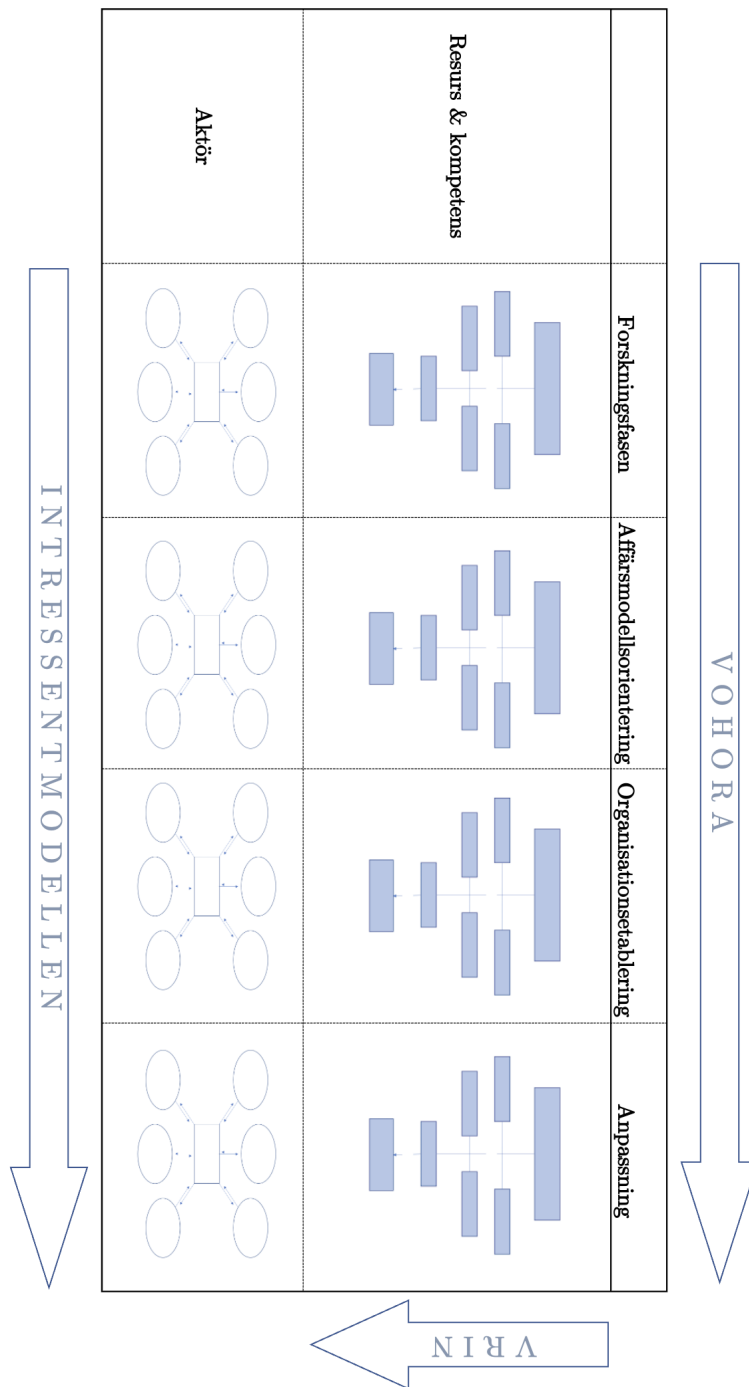 VOHORA
Forskningsfasen
Affärsmodellsorientering
Organisationsetablering
Anpassning
Resurs & kompetens
Aktör
VRIN
INTRESSENTMODELLEN